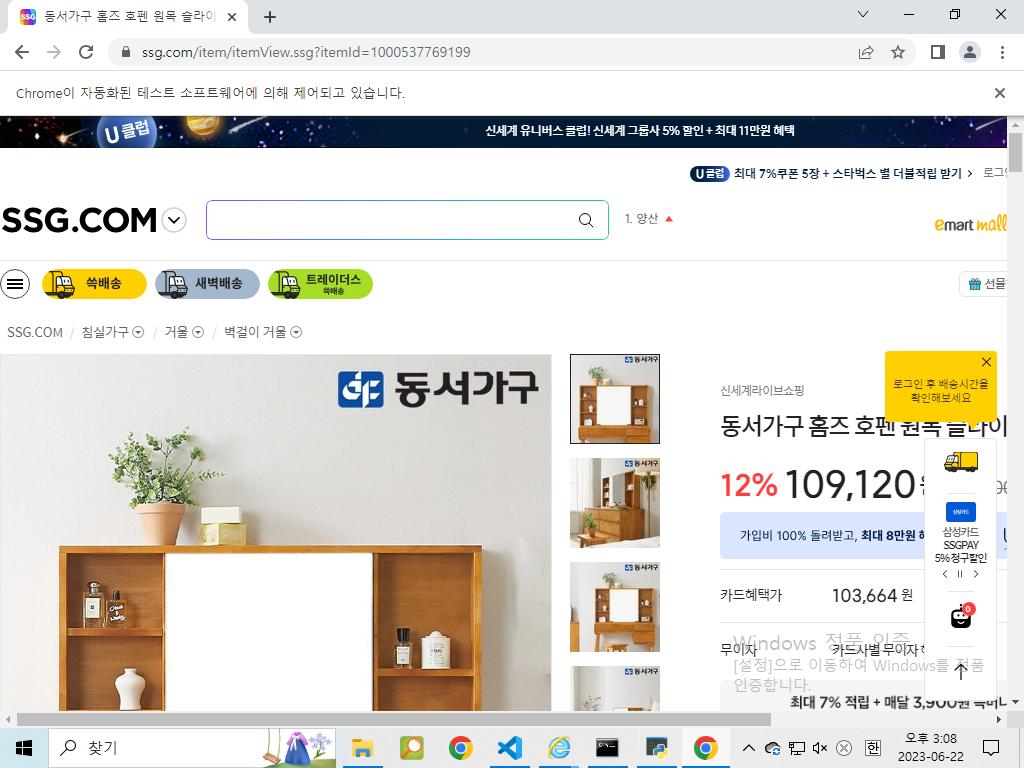 동서가구 홈즈 호펜 원목 슬라이
ssg.com/item/itemView.ssg?itemId=1000537769199
Chrome이 자동화된 테스트 소프트웨어에 의해 제어되고 있습니다.
U클럽
신세계 유니버스 클럽! 신세계 그룹사 5% 할인 + 최대 11만원 혜택
U클럽 최대 7%쿠폰 5장 + 스타벅스 별 더블적립 받기 >
SSG.COM
1. 양산
emart mall
쓱배송
새벽배송
트레이더스
쓱배송
선물
SSG.COM / 침실가구 / 거울 / 벽걸이 거울
동서가구
로그인 후 배송시간을
확인해보세요
신세계라이브쇼핑
동서가구 홈즈 호펜 원목 슬라이
12% 109,120
가입비 100% 돌려받고, 최대 8만원
삼성카드
삼성카드
SSGPAY
5% 청구할인
카드혜택가 103,664 원
0
무이자 카드사별 무이자
Windows 정품 인증
[설정]으로 이동하여 Windows를 정품
인증합니다.
최대 7% 적립 + 매달 3,900원
찾기
한
오후 3:08
2023-06-22